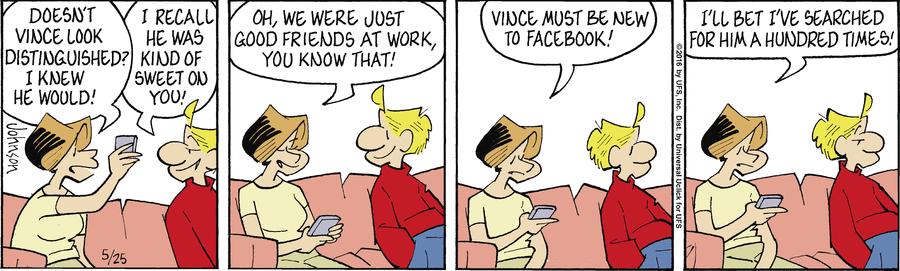 DOESN'T
VINCE LOOK
DISTINGUISHED?
I KNEW
HE WOULD!
I RECALL
HE WAS
KIND OF
SWEET ON
YOU!
Johnson
5/25
OH, WE WERE JUST
GOOD FRIENDS AT WORK,
YOU KNOW THAT!
VINCE MUST BE NEW
TO FACEBOOK!
©2016 by UFS, Inc. Dist. by Universal Uclick for UFS
I'LL BET I'VE SEARCHED
FOR HIM A HUNDRED TIMES!